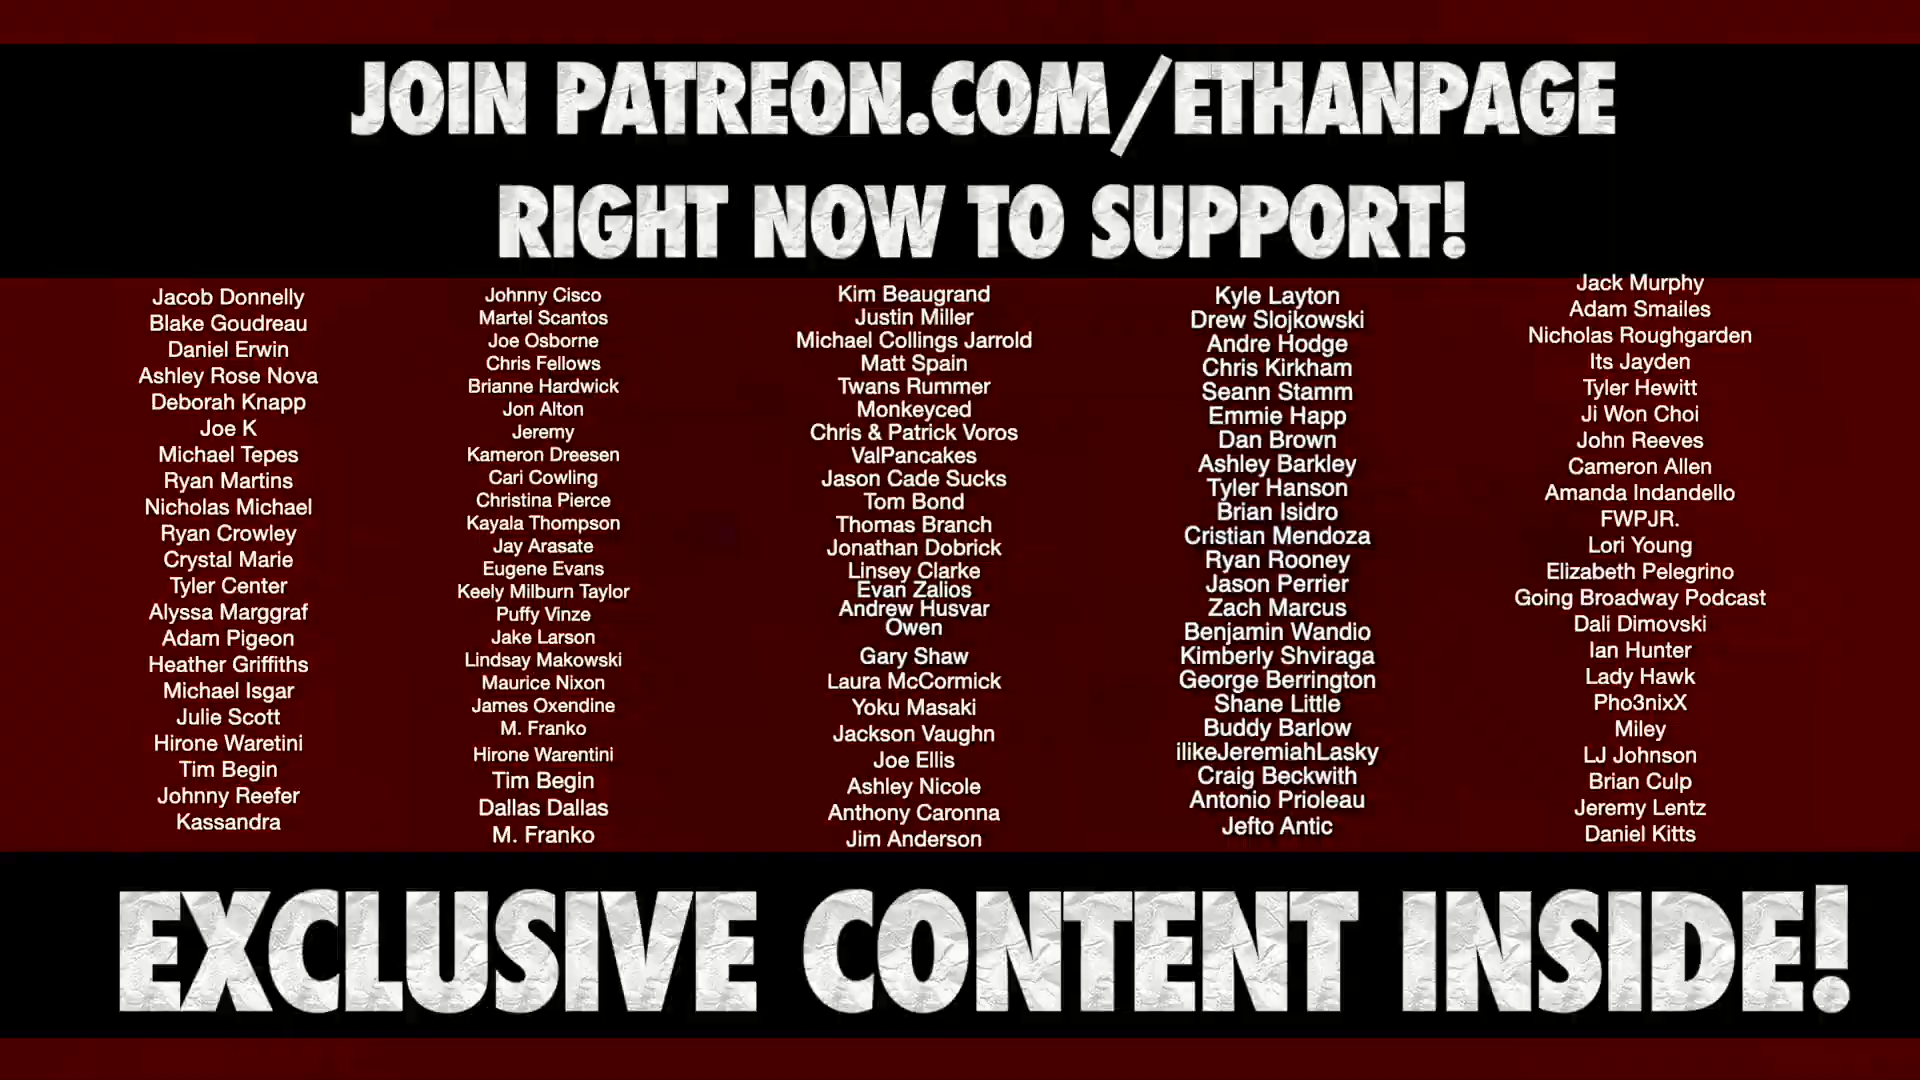 JOIN PATREON.COM/ETHANPAGE
RIGHT NOW TO SUPPORT!
Jacob Donnelly
Blake Goudreau
Daniel Erwin
Ashley Rose Nova
Deborah Knapp
Joe K
Michael Tepes
Ryan Martins
Nicholas Michael
Ryan Crowley
Crystal Marie
Tyler Center
Alyssa Marggraf
Adam Pigeon
Heather Griffiths
Michael Isgar
Julie Scott
Hirone Waretini
Tim Begin
Johnny Reefer
Kassandra
Johnny Cisco
Martel Scantos
Joe Osborne
Chris Fellows
Brianne Hardwick
Jon Alton
Jeremy
Kameron Dreesen
Cari Cowling
Christina Pierce
Kayala Thompson
Jay Arasate
Eugene Evans
Keely Milburn Taylor
Puffy Vinze
Jake Larson
Lindsay Makowski
Maurice Nixon
James Oxendine
M. Franko
Hirone Warentini
Tim Begin
Dallas Dallas
M. Franko
Kim Beaugrand
Justin Miller
Michael Collings Jarrold
Matt Spain
Twans Rummer
Monkeyced
Chris & Patrick Voros
ValPancakes
Jason Cade Sucks
Tom Bond
Thomas Branch
Jonathan Dobrick
Linsey Clarke
Evan Zalios
Andrew Husvar
Owen
Gary Shaw
Laura McCormick
Yoku Masaki
Jackson Vaughn
Joe Ellis
Ashley Nicole
Anthony Caronna
Jim Anderson
Kyle Layton
Drew Slojkowski
Andre Hodge
Chris Kirkham
Seann Stamm
Emmie Happ
Dan Brown
Ashley Barkley
Tyler Hanson
Brian Isidro
Cristian Mendoza
Ryan Rooney
Jason Perrier
Zach Marcus
Benjamin Wandio
Kimberly Shviraga
George Berrington
Shane Little
Buddy Barlow
ilikeJeremiahLasky
Craig Beckwith
Antonio Prioleau
Jefto Antic
Jack Murphy
Adam Smailes
Nicholas Roughgarden
Its Jayden
Tyler Hewitt
Ji Won Choi
John Reeves
Cameron Allen
Amanda Indandello
FWPJR.
Lori Young
Elizabeth Pelegrino
Going Broadway Podcast
Dali Dimovski
Ian Hunter
Lady Hawk
Pho3nixX
Miley
LJ Johnson
Brian Culp
Jeremy Lentz
Daniel Kitts
EXCLUSIVE CONTENT INSIDE!